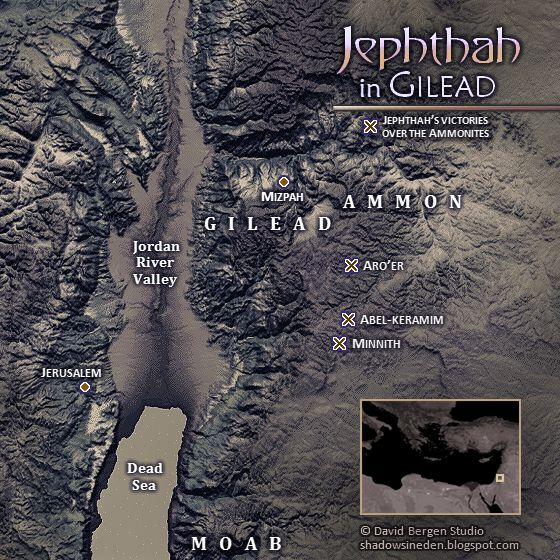 Jephthah
in GILEAD
JEPHTHAH'S VICTORIES
OVER THE AMMONITES
MIZPAH
AMMON
GILEAD
Jordan
River
Valley
ARO'ER
ABEL-KERAMIM
MINNITH
JERUSALEM
Dead
Sea
MOAB
© David Bergen Studio
shadowsineden.blogspot.com